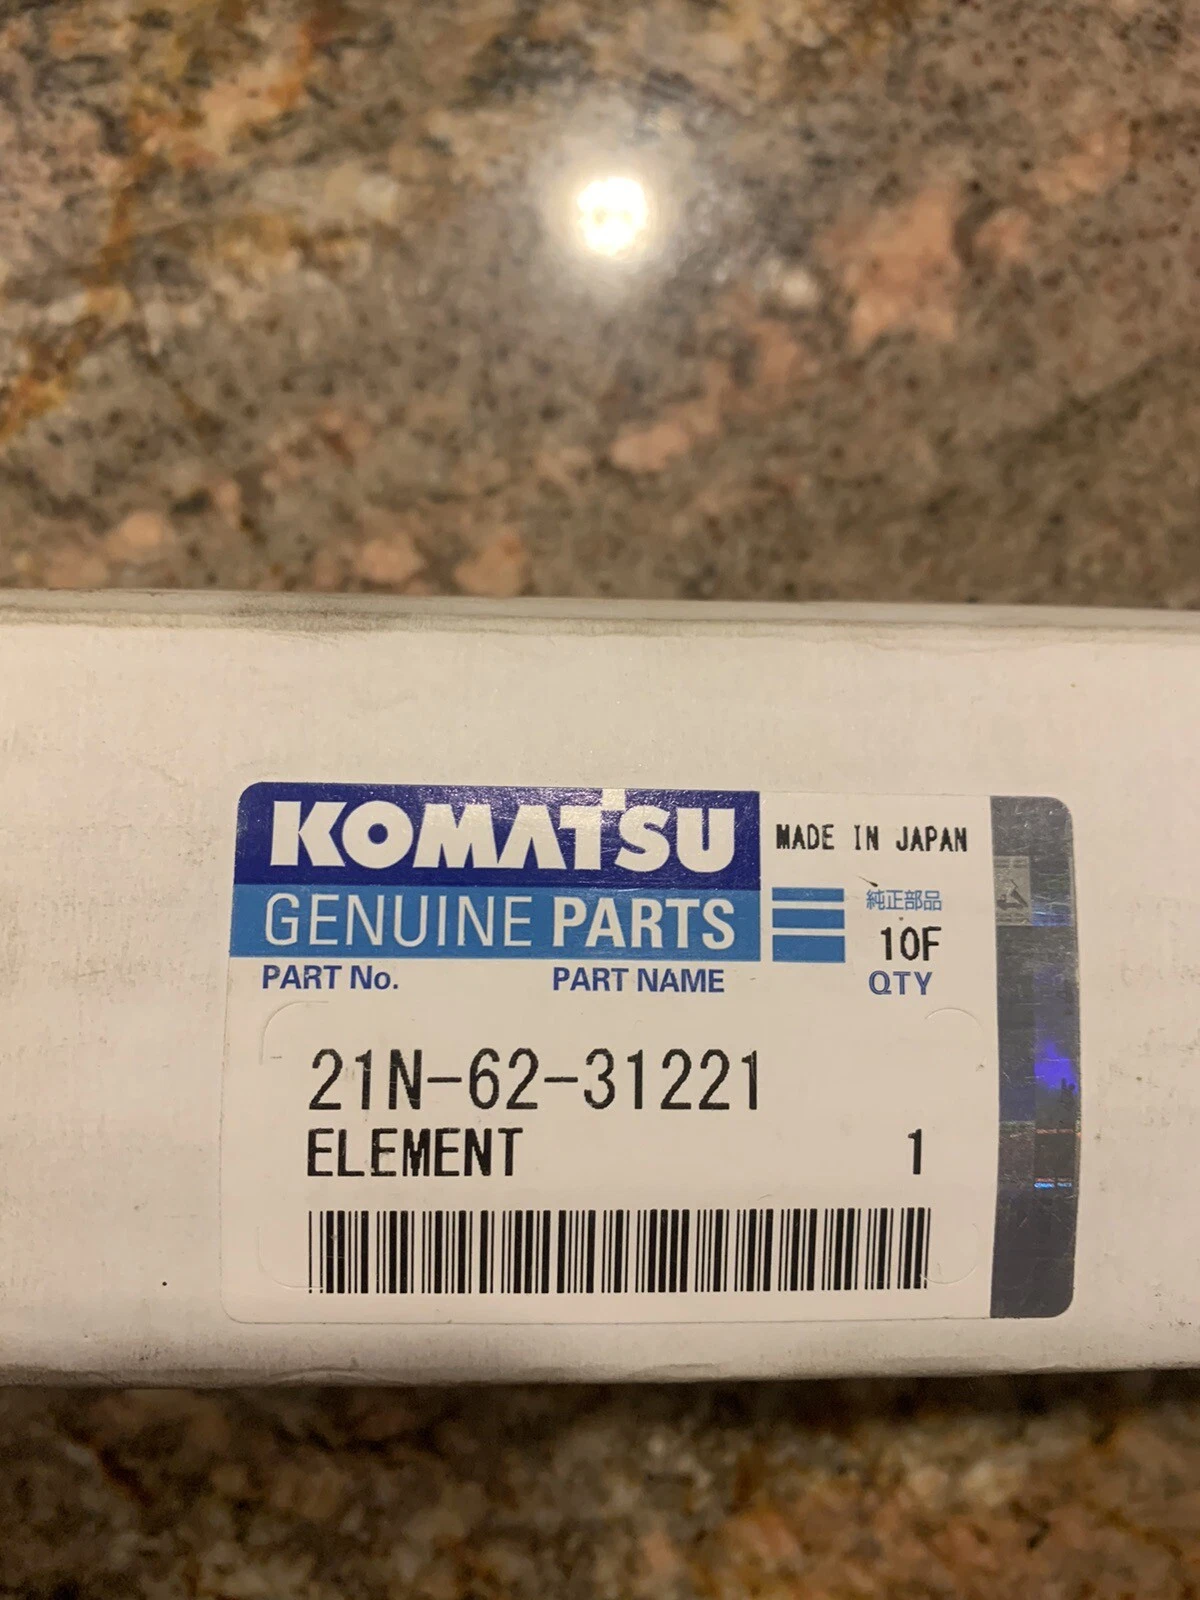 KOMATSU
MADE IN JAPAN
GENUINE PARTS
純正部品
10F
PART No. PART NAME QTY
21N-62-31221
ELEMENT 1